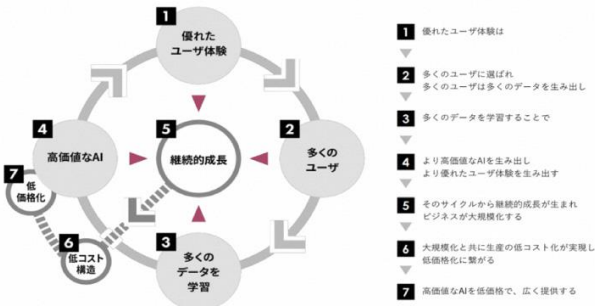 1
優れた
ユーザ体験
4
高価値なAI
5
継続的成長
2
多くの
ユーザ
7
低
価格化
6
低コスト
構造
3
多くの
データを
学習
1 優れたユーザ体験は
2 多くのユーザに選ばれ
多くのユーザは多くのデータを生み出し
3 多くのデータを学習することで
4 より高価値なAIを生み出し
より優れたユーザ体験を生み出す
5 そのサイクルから継続的成長が生まれ
ビジネスが大規模化する
6 大規模化と共に生産の低コスト化が実現し
低価格化に繋がる
7 高価値なAIを低価格で、広く提供する